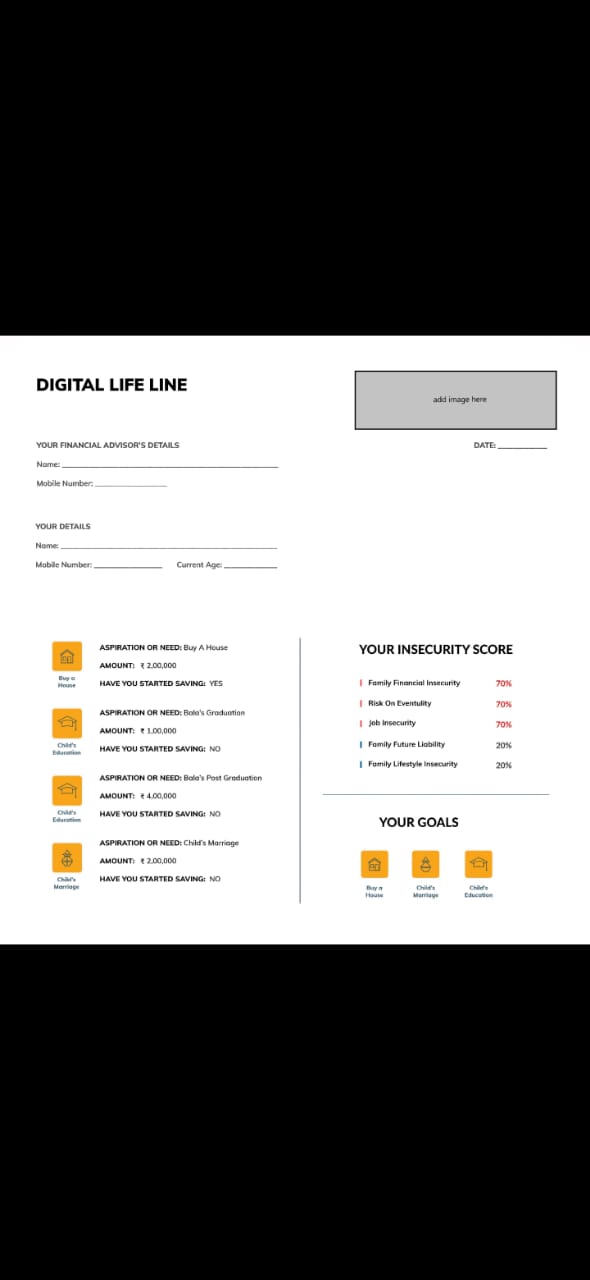 DIGITAL LIFE LINE
add image here
YOUR FINANCIAL ADVISOR'S DETAILS
DATE: __________
Name: ______________________________
Mobile Number: _______________
YOUR DETAILS
Name: ______________________________
Mobile Number: ______________ Current Age: __________
Buy a
House
ASPIRATION OR NEED: Buy A House
AMOUNT: ₹ 2,00,000
HAVE YOU STARTED SAVING: YES
Child's
Education
ASPIRATION OR NEED: Bala's Graduation
AMOUNT: ₹ 1,00,000
HAVE YOU STARTED SAVING: NO
Child's
Education
ASPIRATION OR NEED: Bala's Post Graduation
AMOUNT: ₹ 4,00,000
HAVE YOU STARTED SAVING: NO
Child's
Marriage
ASPIRATION OR NEED: Child's Marriage
AMOUNT: ₹ 2,00,000
HAVE YOU STARTED SAVING: NO
YOUR INSECURITY SCORE
Family Financial Insecurity 70%
Risk On Eventulity 70%
Job Insecurity 70%
Family Future Liability 20%
Family Lifestyle Insecurity 20%
YOUR GOALS
Buy a
House
Child's
Marriage
Child's
Education